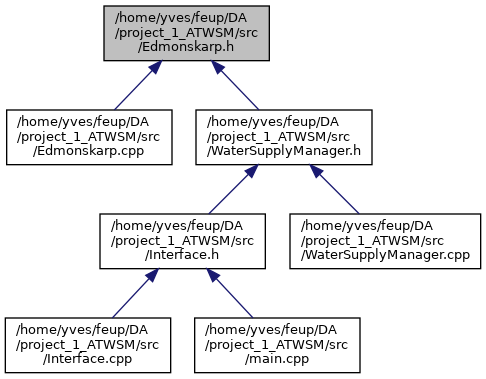 /home/yves/feup/DA
/project_1_ATWSM/src
/Edmonskarp.h
/home/yves/feup/DA
/project_1_ATWSM/src
/Edmonskarp.cpp
/home/yves/feup/DA
/project_1_ATWSM/src
/WaterSupplyManager.h
/home/yves/feup/DA
/project_1_ATWSM/src
/Interface.h
/home/yves/feup/DA
/project_1_ATWSM/src
/WaterSupplyManager.cpp
/home/yves/feup/DA
/project_1_ATWSM/src
/Interface.cpp
/home/yves/feup/DA
/project_1_ATWSM/src
/main.cpp